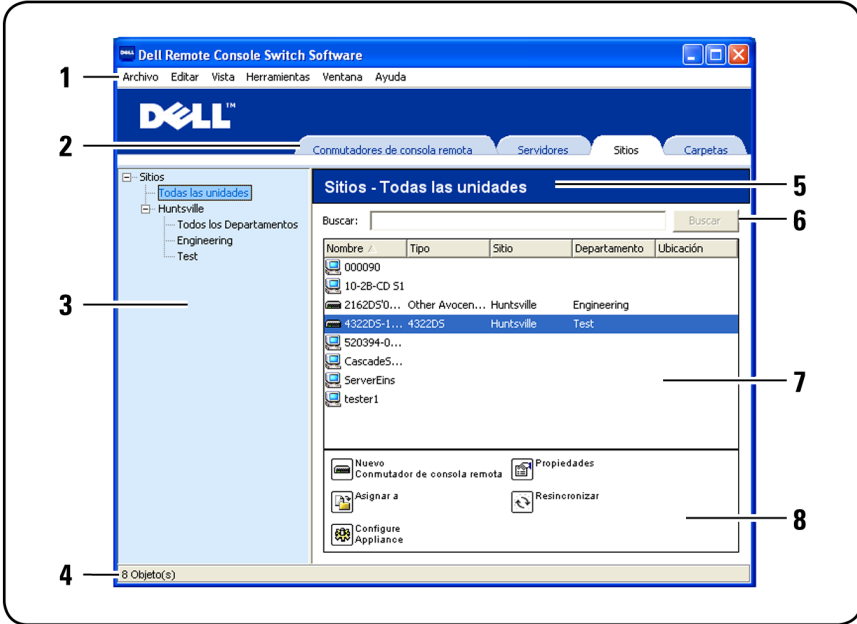 Dell Remote Console Switch Software
1
Archivo Editar Vista Herramientas Ventana Ayuda
DELL™
2
Conmutadores de consola remota Servidores Sitios Carpetas
Sitios
Todas las unidades
Huntsville
Todos los Departamentos
Engineering
Test
3
Sitios - Todas las unidades
5
Buscar: Buscar
6
Nombre Tipo Sitio Departamento Ubicación
000090
10-2B-CD S1
2162DS'0... Other Avocen... Huntsville Engineering
4322DS-1... 4322DS Huntsville Test
520394-0...
CascadeS...
ServerEins
tester1
7
Nuevo
Conmutador de consola remota
Propiedades
Asignar a
Resincronizar
Configure
Appliance
8
4
8 Objeto(s)